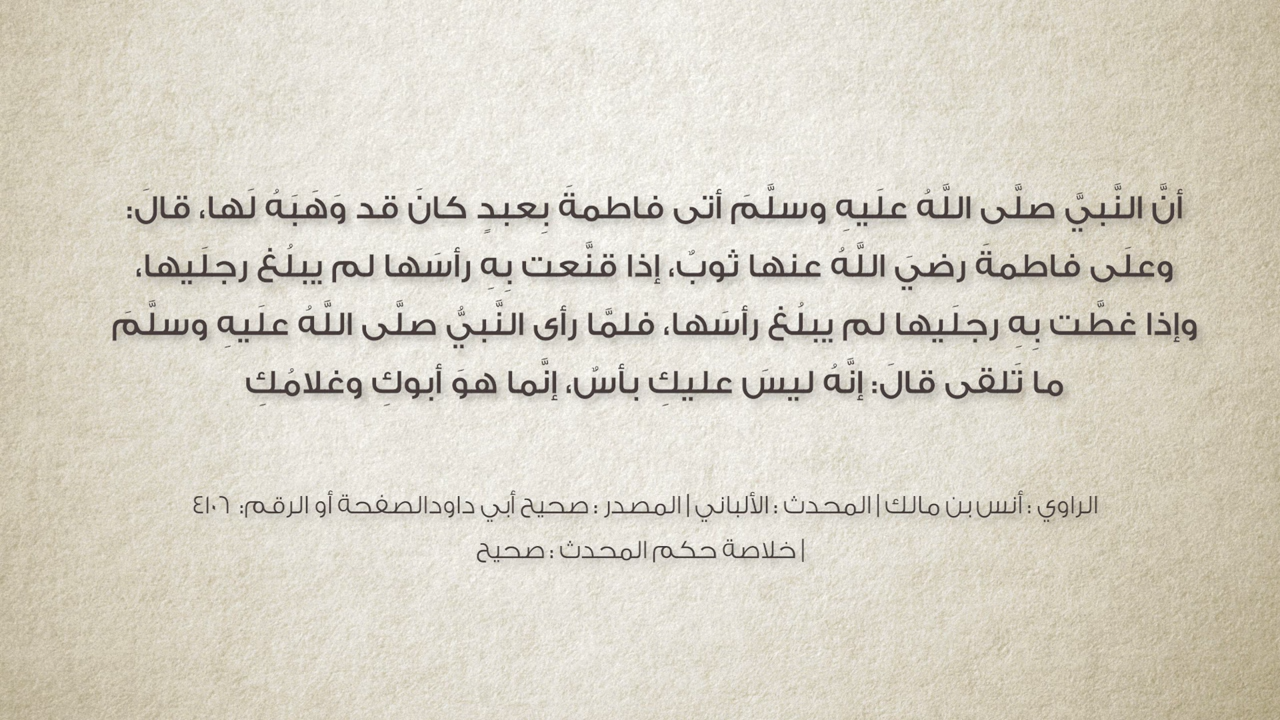 أنَّ النَّبيَّ صلَّى اللَّهُ علَيهِ وسلَّمَ أتى فاطمةَ بِعبدٍ كانَ قد وَهَبَهُ لَها، قالَ:
وعلَى فاطمةَ رضيَ اللَّهُ عنها ثوبٌ، إذا قنَّعت بِهِ رأسَها لم يبلُغ رجلَيها،
وإذا غطَّت بِهِ رجلَيها لم يبلُغ رأسَها، فلمَّا رأى النَّبيُّ صلَّى اللَّهُ علَيهِ وسلَّمَ
ما تَلقى قالَ: إنَّهُ ليسَ عليكِ بأسٌ، إنَّما هوَ أبوكِ وغلامُكِ
الراوي : أنس بن مالك | المحدث : الألباني | المصدر : صحيح أبي داودالصفحة أو الرقم: ٤١٠٦
| خلاصة حكم المحدث : صحيح